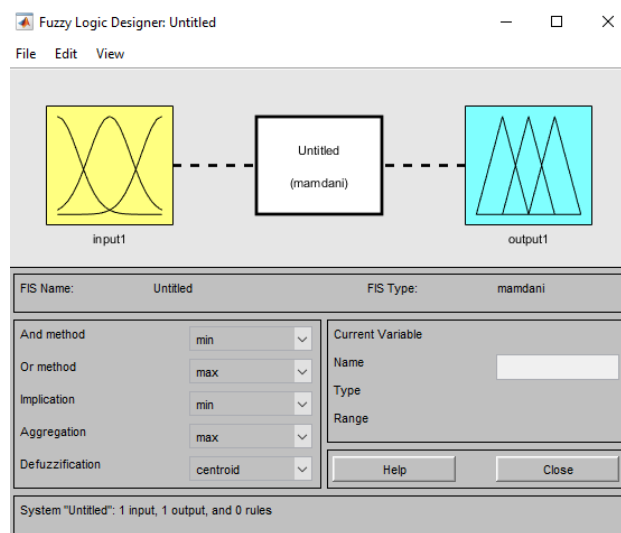 Fuzzy Logic Designer: Untitled
File Edit View
Untitled
(mamdani)
input1
output1
FIS Name: Untitled FIS Type: mamdani
And method min
Or method max
Implication min
Aggregation max
Defuzzification centroid
Current Variable
Name
Type
Range
Help Close
System "Untitled": 1 input, 1 output, and 0 rules